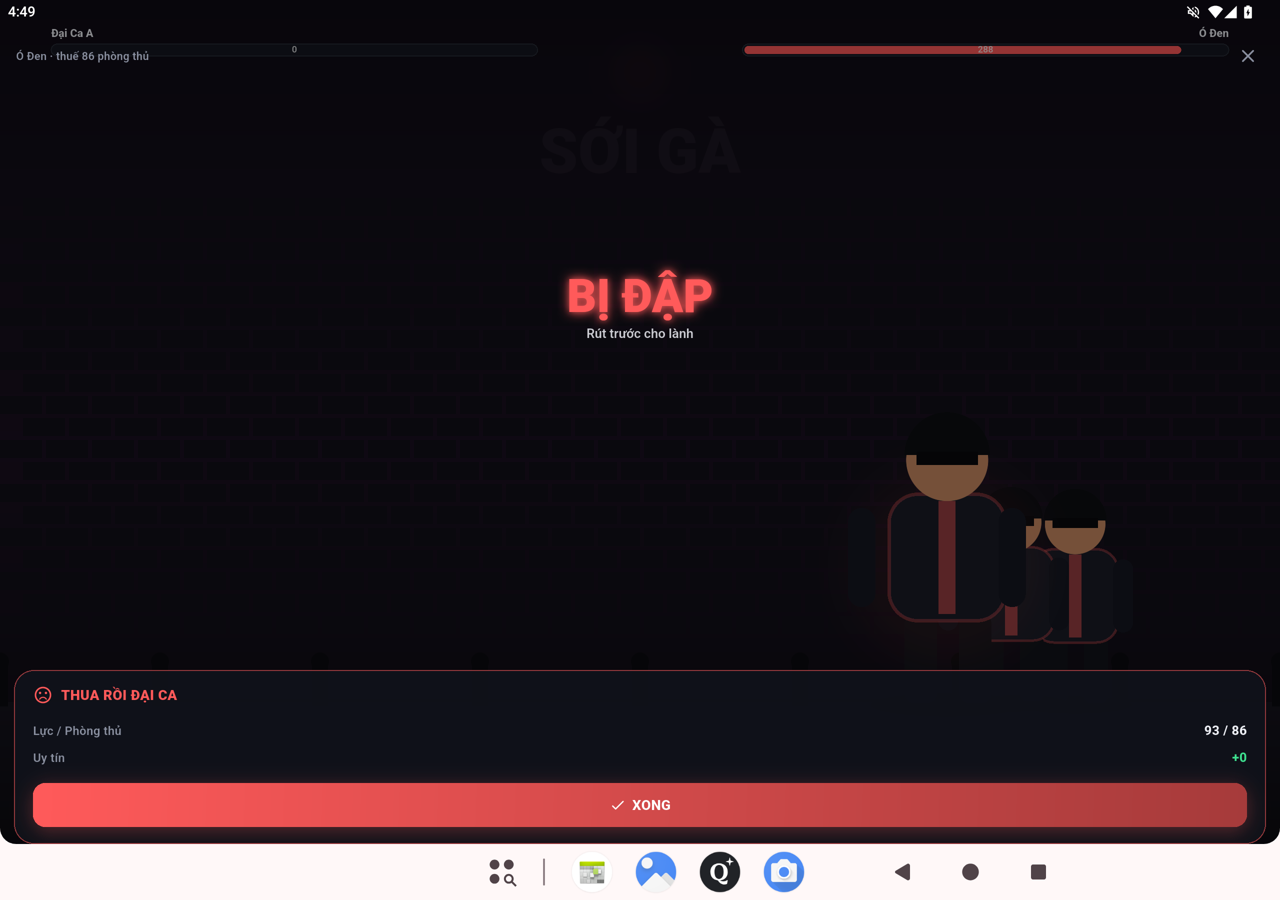 4:49
Đại Ca A
Ó Đen
0
288
Ó Đen · thuế 86 phòng thủ
SỚI GÀ
BỊ ĐẬP
Rút trước cho lành
THUA RỒI ĐẠI CA
Lực / Phòng thủ
93 / 86
Uy tín
+0
XONG
Q+